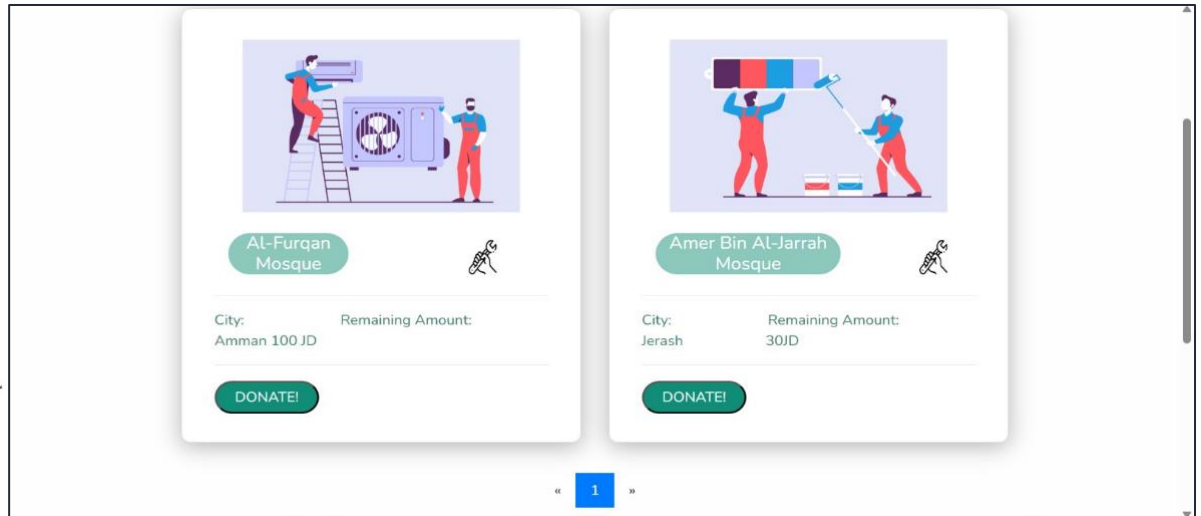 Al-Furqan
Mosque
City: Remaining Amount:
Amman 100 JD
DONATE!
Amer Bin Al-Jarrah
Mosque
City: Remaining Amount:
Jerash 30JD
DONATE!
« 1 »